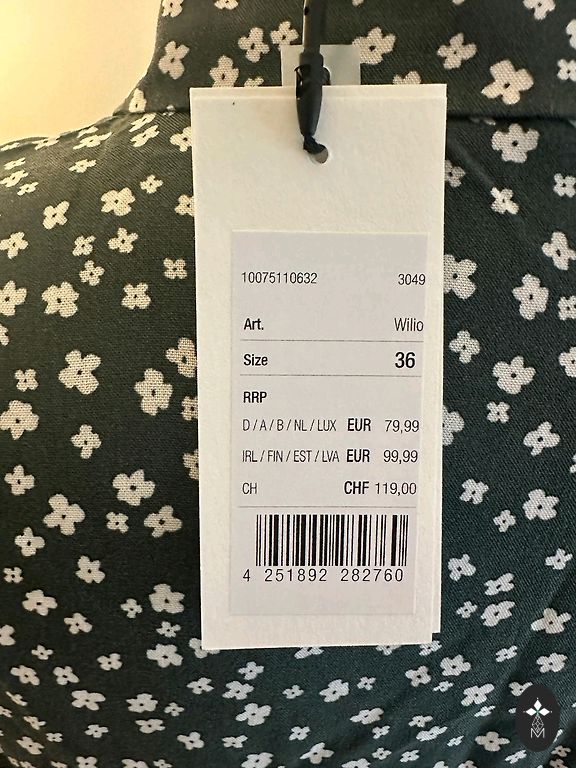 10075110632 3049
Art. Wilio
Size 36
RRP
D / A / B / NL / LUX EUR 79,99
IRL / FIN / EST / LVA EUR 99,99
CH CHF 119,00
4 251892 282760
M